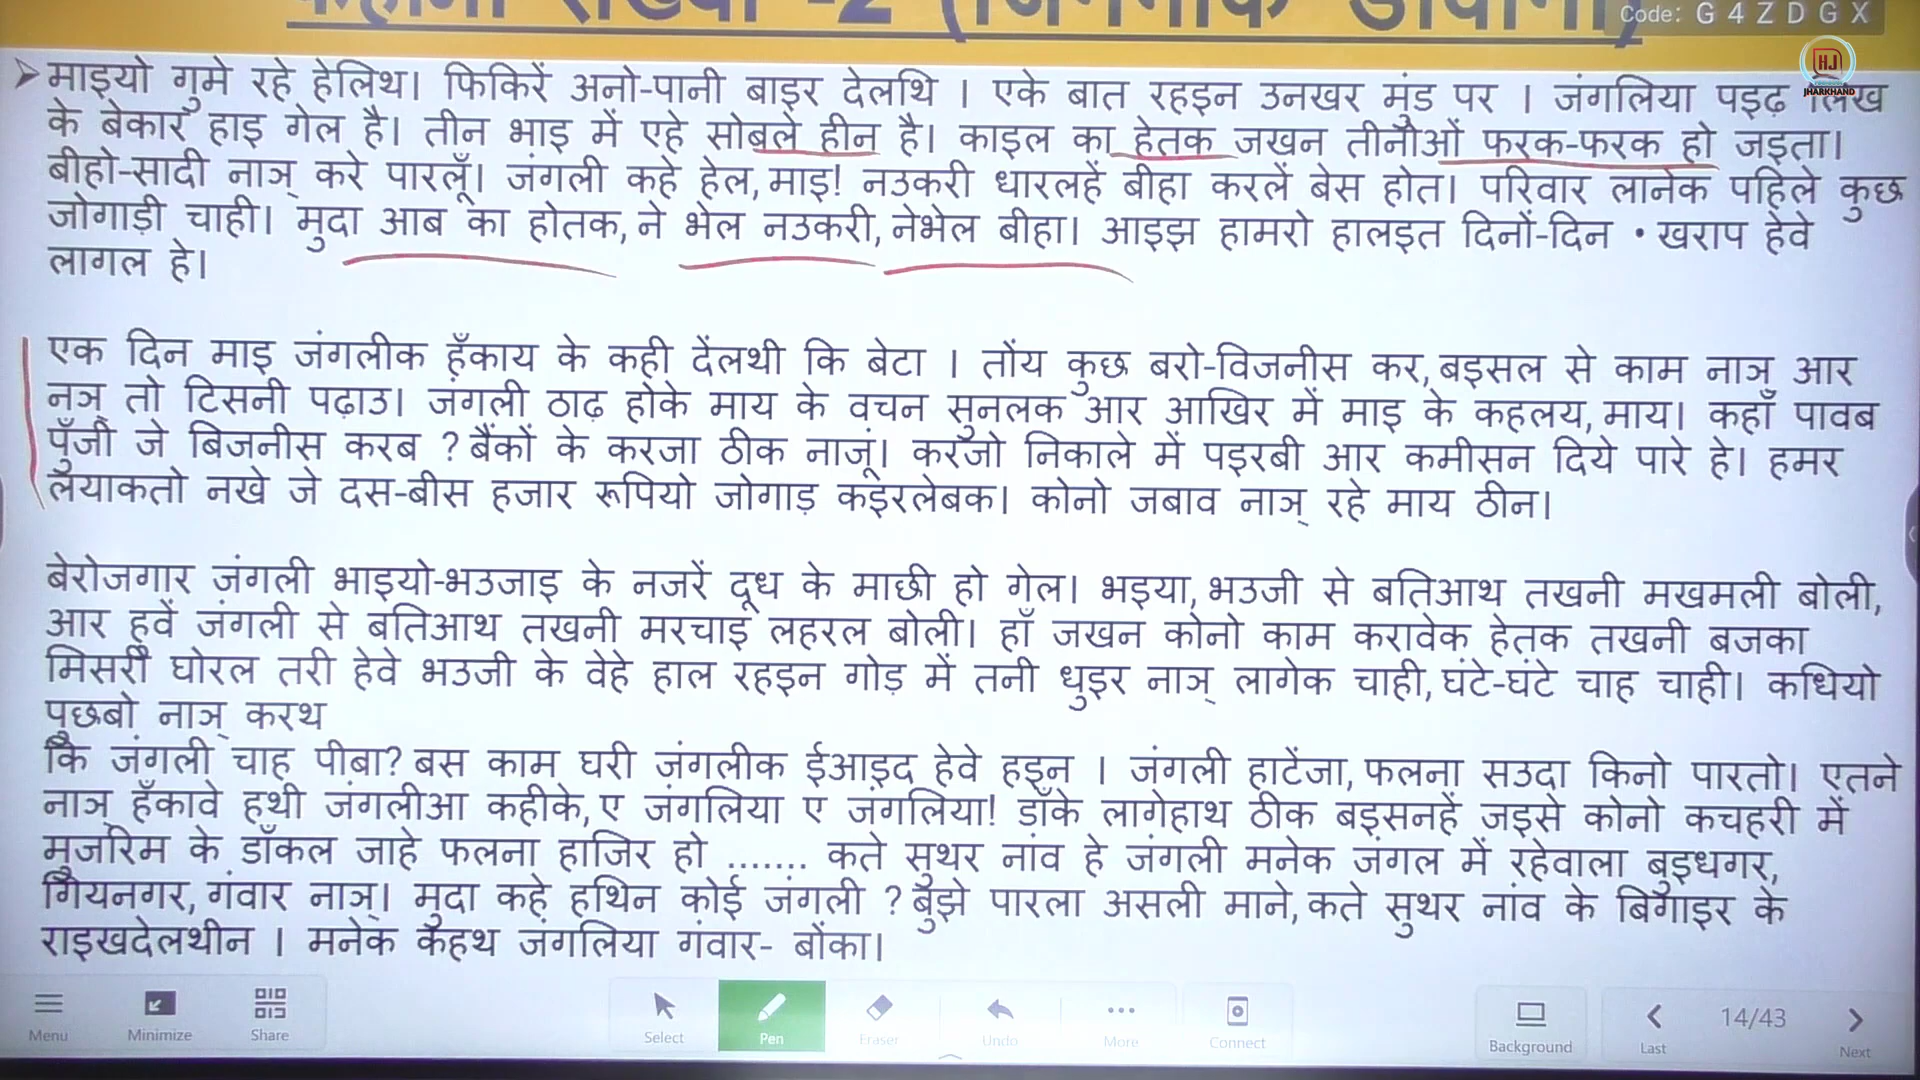 कहानी संख्या -2 (जिनगीक डोंगी)
Code: G 4 Z D G X
HJ
JHARKHAND
➤माइयो गुमे रहे हेलिथ। फिकिरें अनो-पानी बाइर देलथि । एके बात रहइन उनखर मुंड पर । जंगलिया पइढ़ लिख
के बेकार हाइ गेल है। तीन भाइ में एहे सोबले हीन है। काइल का हेतक जखन तीनोओं फरक-फरक हो जइता।
बीहो-सादी नाञ् करे पारलूँ। जंगली कहे हेल, माइ! नउकरी धारलहें बीहा करलें बेस होत। परिवार लानेक पहिले कुछ
जोगाड़ी चाही। मुदा आब का होतक, ने भेल नउकरी, नेभेल बीहा। आइझ हामरो हालइत दिनों-दिन • खराप हेवे
लागल हे।
एक दिन माइ जंगलीक हँकाय के कही देंलथी कि बेटा । तोंय कुछ बरो-विजनीस कर, बइसल से काम नाञ् आर
नञ् तो टिसनी पढ़ाउ। जंगली ठाढ़ होके माय के वचन सुनलक आर आखिर में माइ के कहलय, माय। कहाँ पावब
पुँजी जे बिजनीस करब ? बैंकों के करजा ठीक नाजूं। करजो निकाले में पइरबी आर कमीसन दिये पारे हे। हमर
लैयाकतो नखे जे दस-बीस हजार रूपियो जोगाड़ कइरलेबक। कोनो जबाव नाञ् रहे माय ठीन।
बेरोजगार जंगली भाइयो-भउजाइ के नजरें दूध के माछी हो गेल। भइया, भउजी से बतिआथ तखनी मखमली बोली,
आर हुवें जंगली से बतिआथ तखनी मरचाइ लहरल बोली। हाँ जखन कोनो काम करावेक हेतक तखनी बजका
मिसरी घोरल तरी हेवे भउजी के वेहे हाल रहइन गोड़ में तनी धुइर नाञ् लागेक चाही, घंटे-घंटे चाह चाही। कधियो
पुछबो नाञ् करथ
कि जंगली चाह पीबा? बस काम घरी जंगलीक ईआइद हेवे हइन । जंगली हाटेंजा, फलना सउदा किनो पारतो। एतने
नाञ् हँकावे हथी जंगलीआ कहीके, ए जंगलिया ए जंगलिया! डाँके लागेहाथ ठीक बइसनहें जइसे कोनो कचहरी में
मुजरिम के डाँकल जाहे फलना हाजिर हो ....... कते सुथर नांव हे जंगली मनेक जंगल में रहेवाला बुइधगर,
गियनगर, गंवार नाञ्। मुदा कहे हथिन कोई जंगली ? बुझे पारला असली माने, कते सुथर नांव के बिगाइर के
राइखदेलथीन । मनेक कहथ जंगलिया गंवार- बोंका।
Menu
Minimize
Share
Select
Pen
Eraser
Undo
More
Connect
Background
Last
14/43
Next